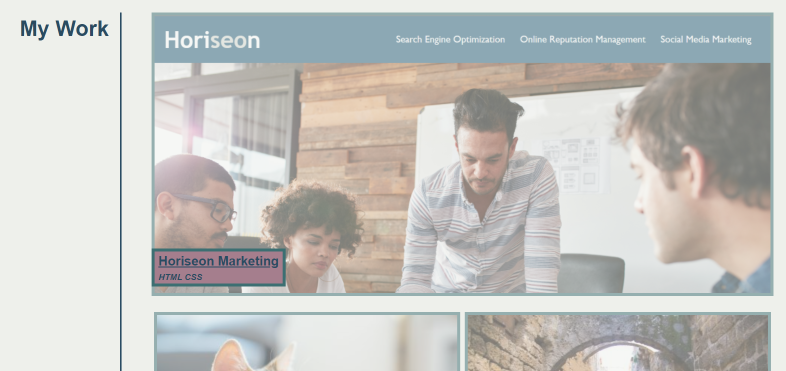 My Work
Horiseon
Search Engine Optimization Online Reputation Management Social Media Marketing
Horiseon Marketing
HTML CSS